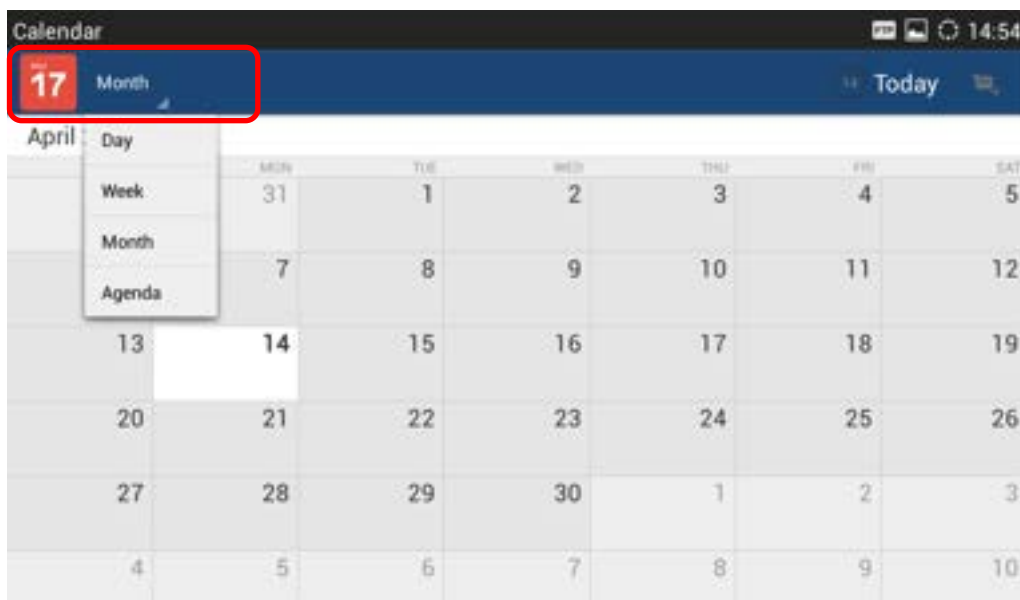 Calendar FTP 14:54
17 Month Today
April
Day
MON TUE WED THU FRI SAT
Week
31 1 2 3 4 5
Month
7 8 9 10 11 12
Agenda
13 14 15 16 17 18 19
20 21 22 23 24 25 26
27 28 29 30 1 2 3
4 5 6 7 8 9 10